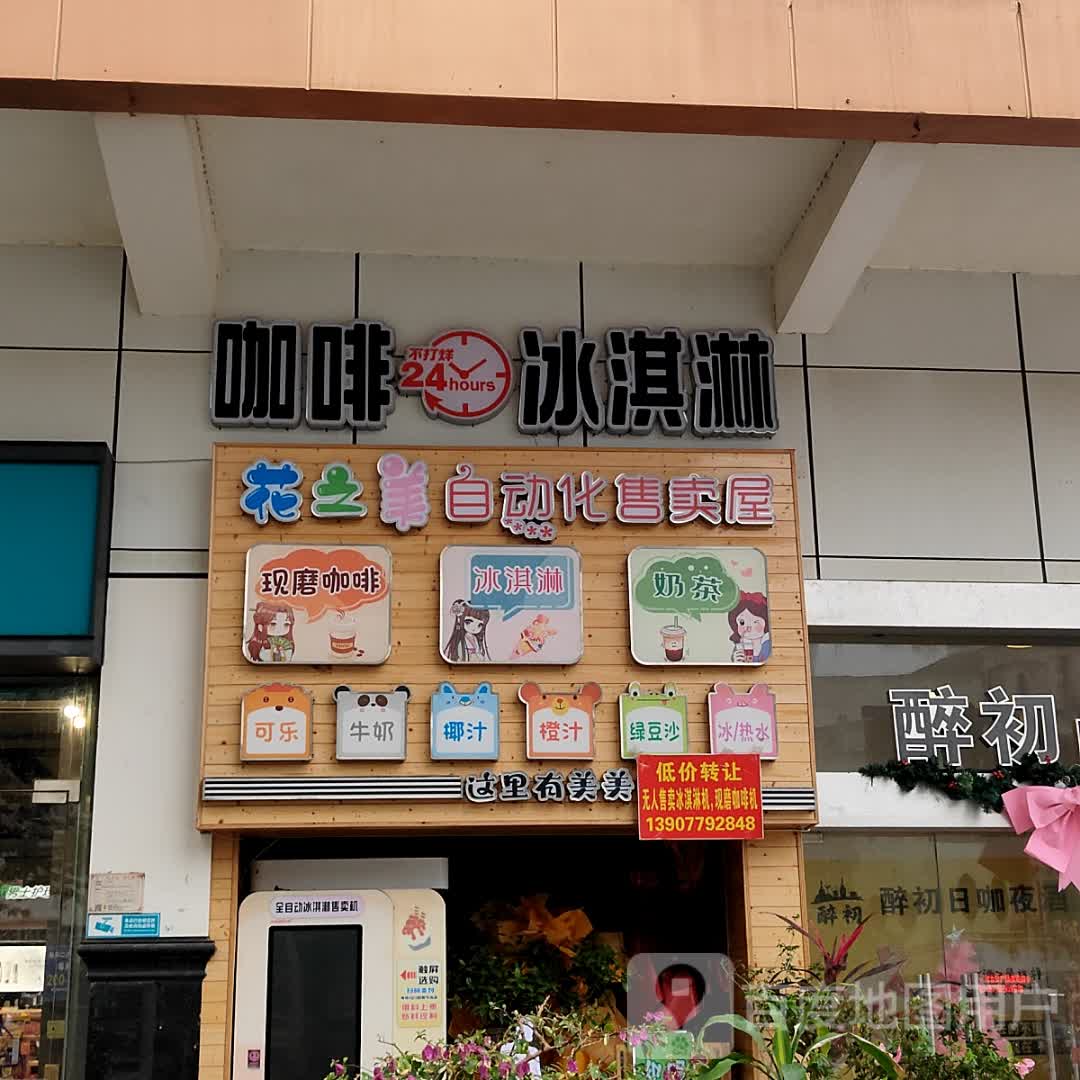 咖啡 不打烊 24hours 冰淇淋
花之美自动化售卖屋
现磨咖啡
冰淇淋
奶茶
可乐
牛奶
椰汁
橙汁
绿豆沙
冰/热水
这里有美美
低价转让
无人售卖冰淇淋机,现磨咖啡机
13907792848
醉初
全自动冰淇淋售卖机
触屏
选购
醉初
醉初日咖夜酒
百度地图用户